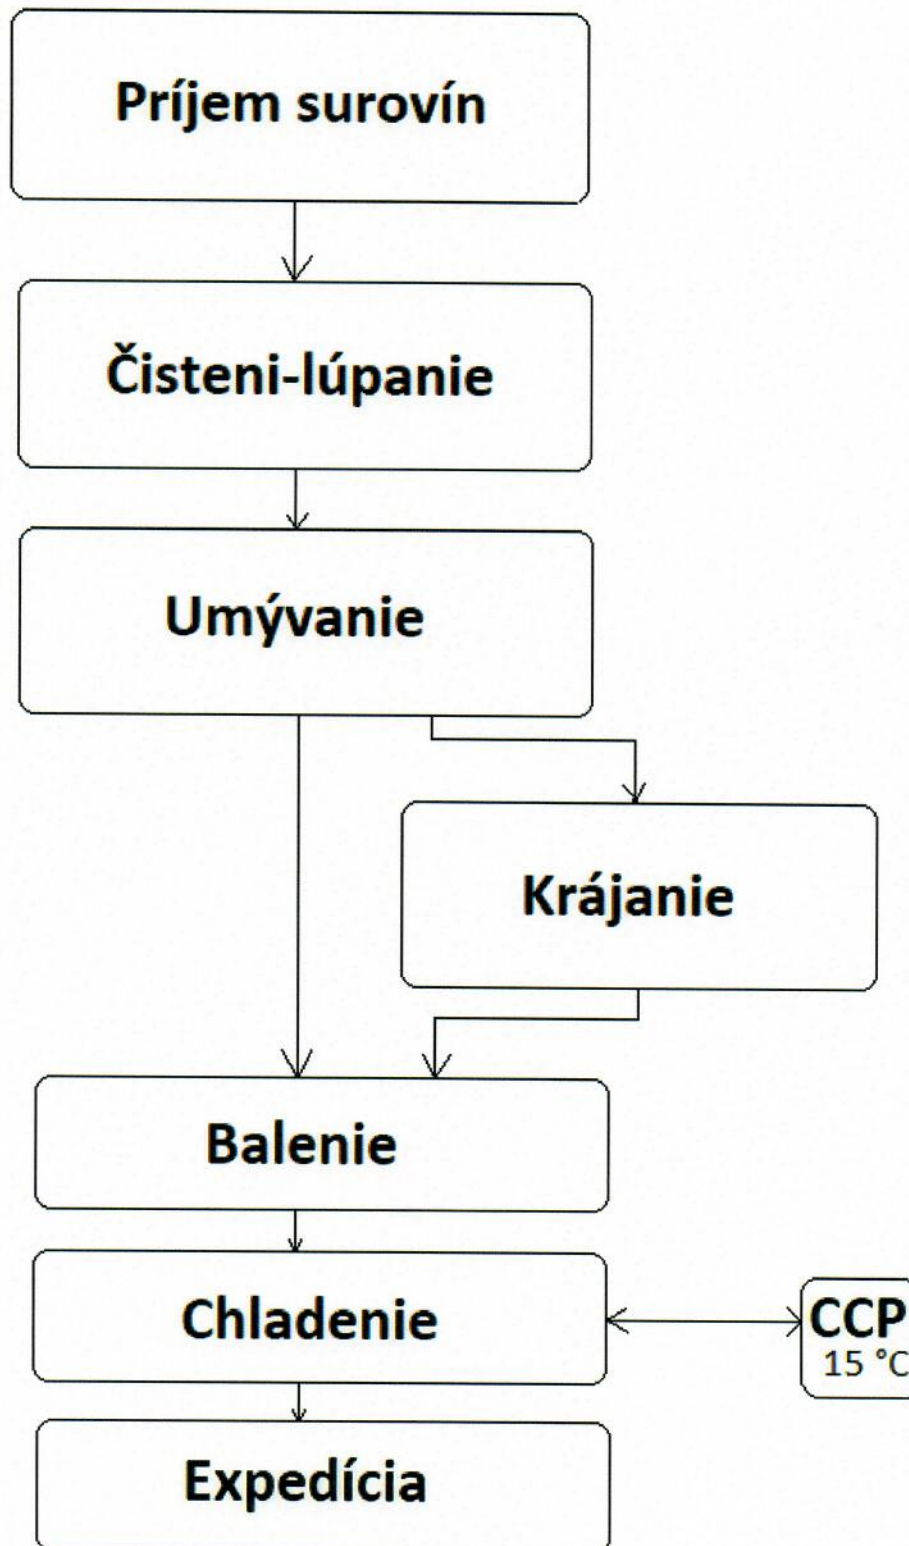 Príjem surovín
Čisteni-lúpanie
Umývanie
Krájanie
Balenie
Chladenie
CCP
15 °C
Expedícia